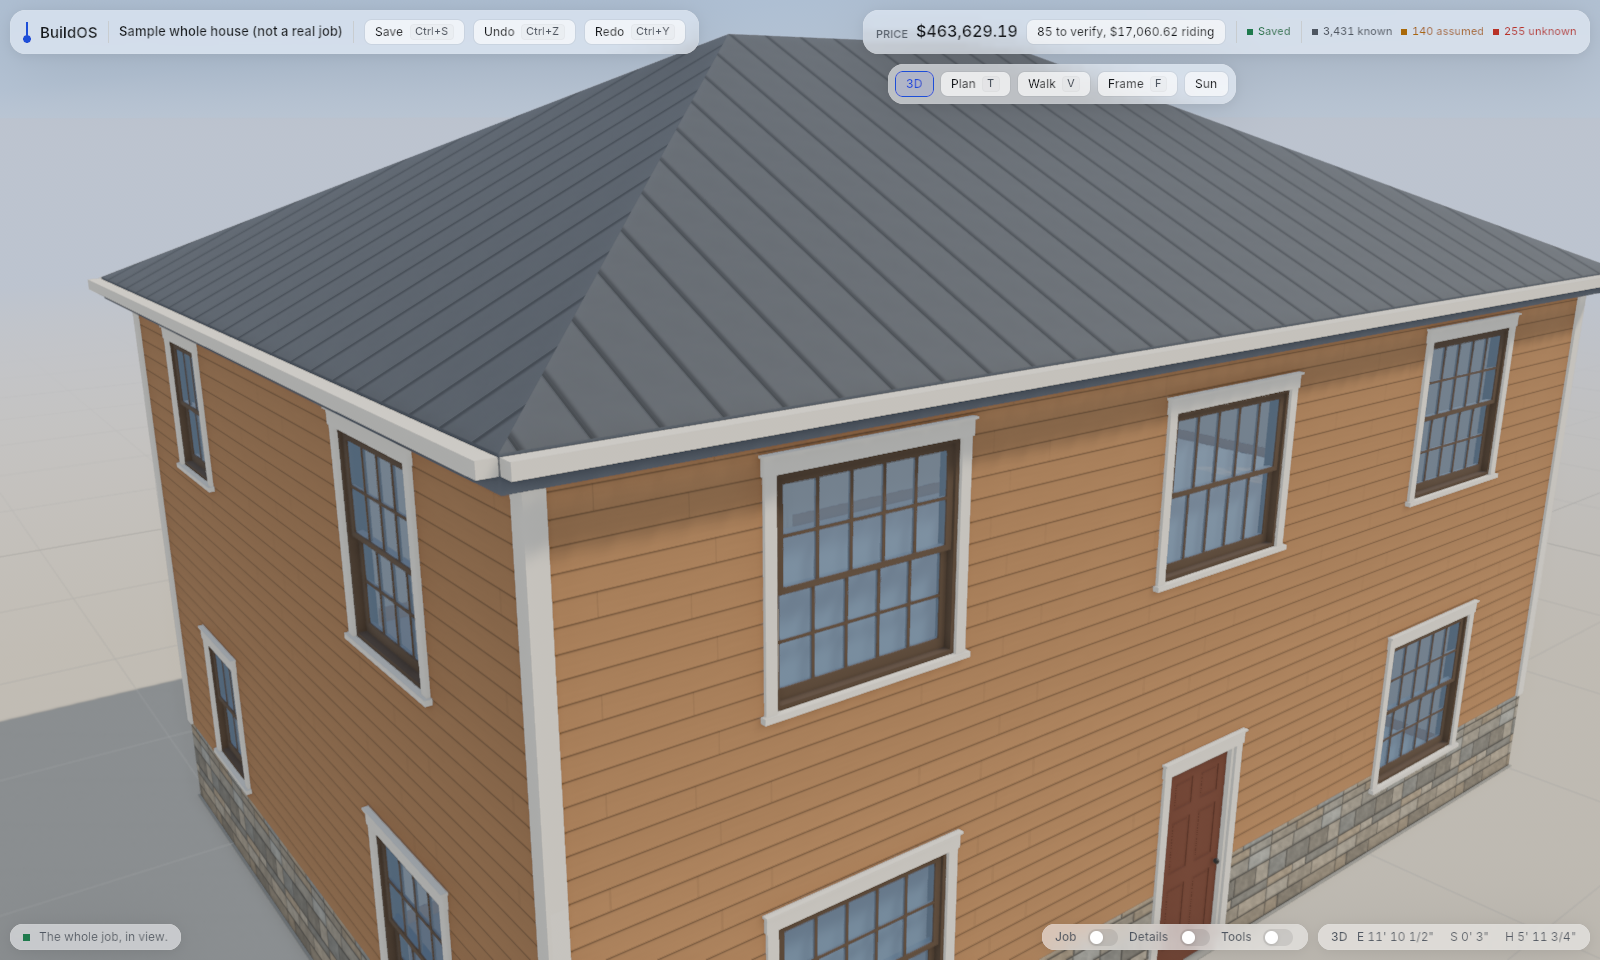 BuildOS Sample whole house (not a real job) Save Ctrl+S Undo Ctrl+Z Redo Ctrl+Y
PRICE $463,629.19 85 to verify, $17,060.62 riding Saved 3,431 known 140 assumed 255 unknown
3D Plan T Walk V Frame F Sun
The whole job, in view.
Job Details Tools
3D E 11' 10 1/2" S 0' 3" H 5' 11 3/4"